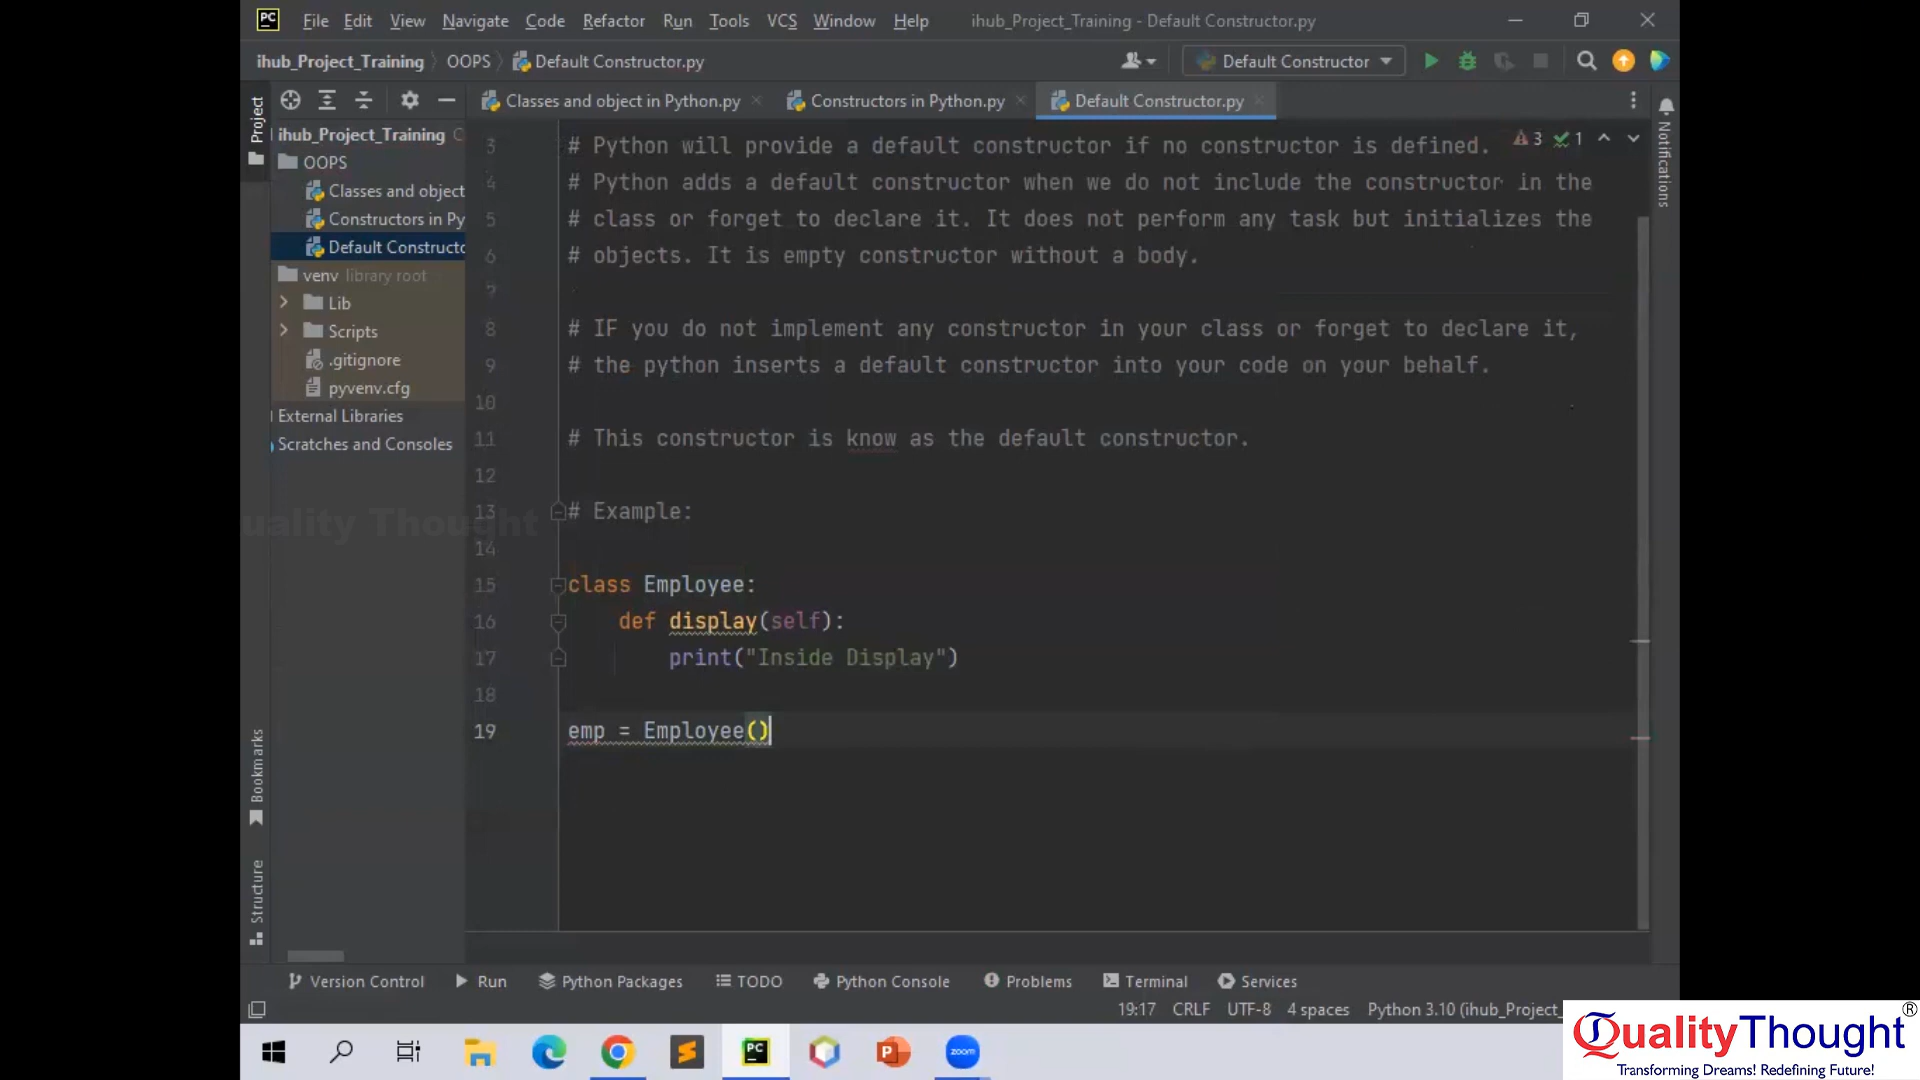 PC File Edit View Navigate Code Refactor Run Tools VCS Window Help ihub_Project_Training - Default Constructor.py
ihub_Project_Training OOPS Default Constructor.py Default Constructor
Project Classes and object in Python.py Constructors in Python.py Default Constructor.py Notifications
ihub_Project_Training
OOPS
Classes and object
Constructors in Py
Default Constructo
venv library root
Lib
Scripts
.gitignore
pyvenv.cfg
External Libraries
Scratches and Consoles
3 # Python will provide a default constructor if no constructor is defined. 3 1
4 # Python adds a default constructor when we do not include the constructor in the
5 # class or forget to declare it. It does not perform any task but initializes the
6 # objects. It is empty constructor without a body.
7
8 # IF you do not implement any constructor in your class or forget to declare it,
9 # the python inserts a default constructor into your code on your behalf.
10
11 # This constructor is know as the default constructor.
12
13 # Example:
14
15 class Employee:
16 def display(self):
17 print("Inside Display")
18
19 emp = Employee()
uality Thought
Bookmarks
Structure
Version Control Run Python Packages TODO Python Console Problems Terminal Services
19:17 CRLF UTF-8 4 spaces Python 3.10 (ihub_Project_
PC zoom
QualityThought ®
Transforming Dreams! Redefining Future!